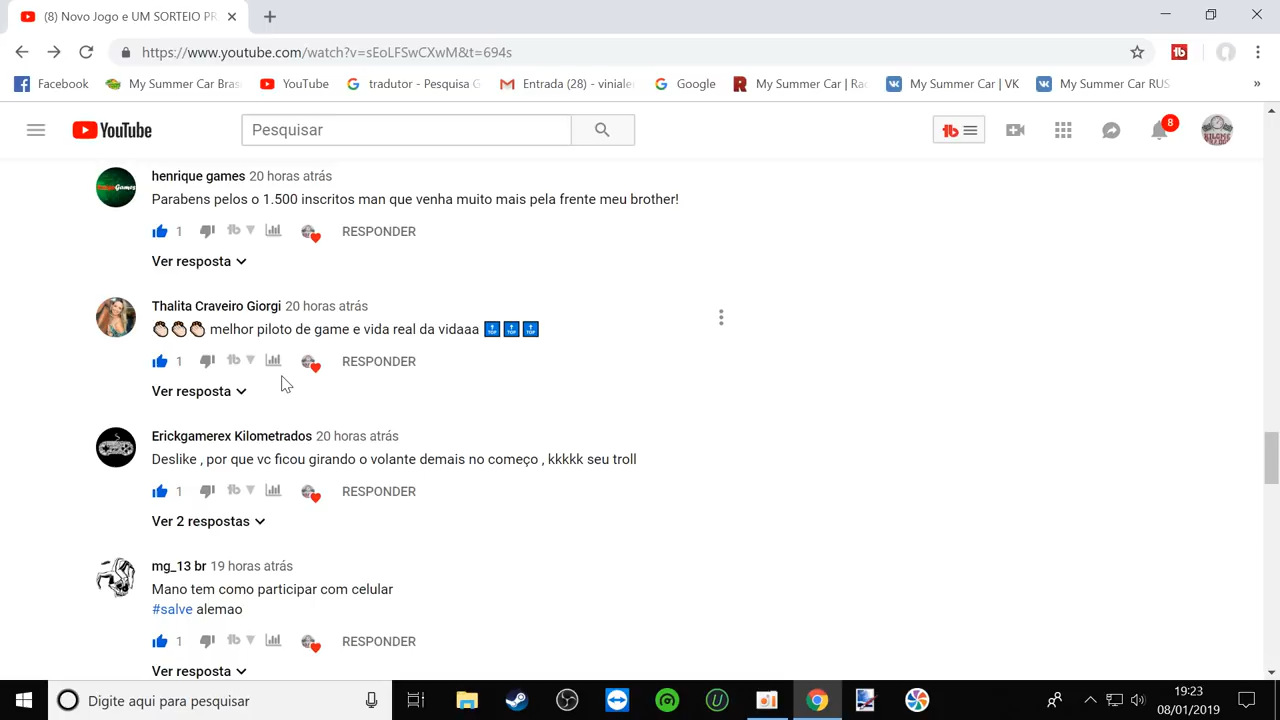 (8) Novo Jogo e UM SORTEIO PR
https://www.youtube.com/watch?v=sEoLFSwCXwM&t=694s
Facebook My Summer Car Bras YouTube tradutor - Pesquisa G Entrada (28) - vinialer Google My Summer Car | Rac My Summer Car | VK My Summer Car RUS »
YouTube Pesquisar 8
henrique games 20 horas atrás
Parabens pelos o 1.500 inscritos man que venha muito mais pela frente meu brother!
1 RESPONDER
Ver resposta
Thalita Craveiro Giorgi 20 horas atrás
melhor piloto de game e vida real da vidaaa TOP TOP TOP
1 RESPONDER
Ver resposta
Erickgamerex Kilometrados 20 horas atrás
Deslike , por que vc ficou girando o volante demais no começo , kkkkk seu troll
1 RESPONDER
Ver 2 respostas
mg_13 br 19 horas atrás
Mano tem como participar com celular
#salve alemao
1 RESPONDER
Ver resposta
Digite aqui para pesquisar
19:23
08/01/2019